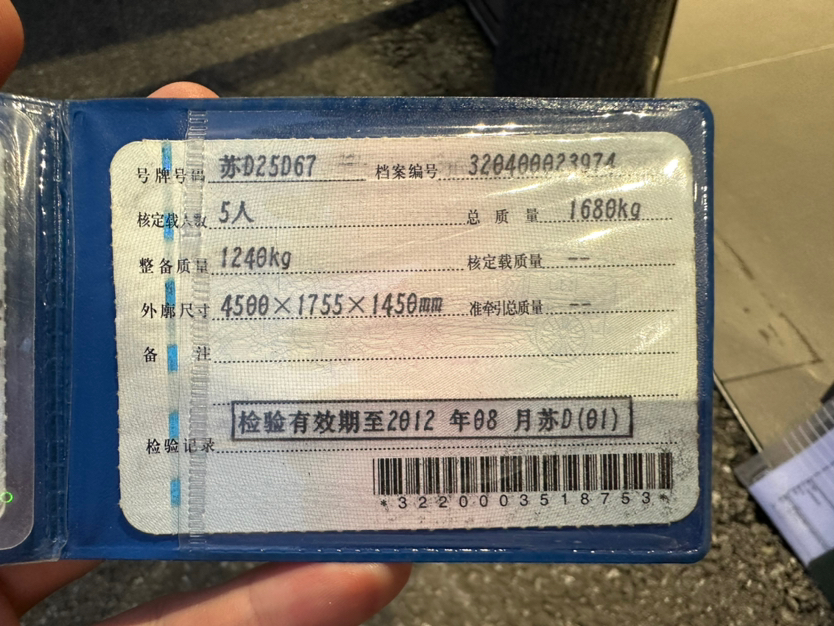 号牌号码 苏D25D67 档案编号 320400023974
核定载人数 5人 总质量 1680kg
整备质量 1240kg 核定载质量 --
外廓尺寸 4500×1755×1450mm 准牵引总质量 --
备注
检验有效期至2012 年08 月苏D(01)
检验记录
*3220003518753*